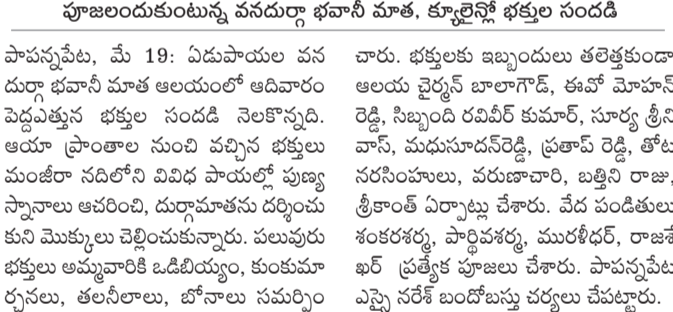 పూజలందుకుంటున్న వనదుర్గా భవానీ మాత, క్యూలైన్లో భక్తుల సందడి
పాపన్నపేట, మే 19: ఏడుపాయల వన
దుర్గా భవానీ మాత ఆలయంలో ఆదివారం
పెద్దఎత్తున భక్తుల సందడి నెలకొన్నది.
ఆయా ప్రాంతాల నుంచి వచ్చిన భక్తులు
మంజీరా నదిలోని వివిధ పాయల్లో పుణ్య
స్నానాలు ఆచరించి, దుర్గామాతను దర్శించు
కుని మొక్కులు చెల్లించుకున్నారు. పలువురు
భక్తులు అమ్మవారికి ఒడిబియ్యం, కుంకుమా
ర్చనలు, తలనీలాలు, బోనాలు సమర్పిం
చారు. భక్తులకు ఇబ్బందులు తలెత్తకుండా
ఆలయ చైర్మన్ బాలాగౌడ్, ఈవో మోహన్
రెడ్డి, సిబ్బంది రవివీర్ కుమార్, సూర్య శ్రీని
వాస్, మధుసూదన్‌రెడ్డి, ప్రతాప్ రెడ్డి, తోట
నరసింహులు, వరుణాచారి, బత్తిని రాజు,
శ్రీకాంత్ ఏర్పాట్లు చేశారు. వేద పండితులు
శంకరశర్మ, పార్థివశర్మ, మురళీధర్, రాజశే
ఖర్ ప్రత్యేక పూజలు చేశారు. పాపన్నపేట
ఎస్సై నరేశ్ బందోబస్తు చర్యలు చేపట్టారు.